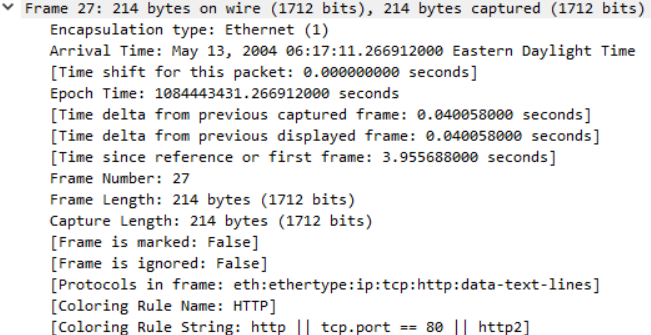 Frame 27: 214 bytes on wire (1712 bits), 214 bytes captured (1712 bits)
Encapsulation type: Ethernet (1)
Arrival Time: May 13, 2004 06:17:11.266912000 Eastern Daylight Time
[Time shift for this packet: 0.000000000 seconds]
Epoch Time: 1084443431.266912000 seconds
[Time delta from previous captured frame: 0.040058000 seconds]
[Time delta from previous displayed frame: 0.040058000 seconds]
[Time since reference or first frame: 3.955688000 seconds]
Frame Number: 27
Frame Length: 214 bytes (1712 bits)
Capture Length: 214 bytes (1712 bits)
[Frame is marked: False]
[Frame is ignored: False]
[Protocols in frame: eth:ethertype:ip:tcp:http:data-text-lines]
[Coloring Rule Name: HTTP]
[Coloring Rule String: http || tcp.port == 80 || http2]